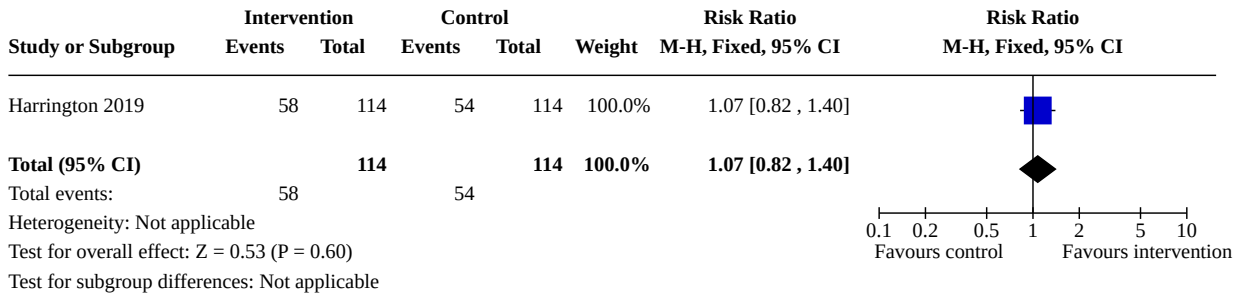 Intervention Control Risk Ratio Risk Ratio
Study or Subgroup Events Total Events Total Weight M-H, Fixed, 95% CI M-H, Fixed, 95% CI
Harrington 2019 58 114 54 114 100.0% 1.07 [0.82 , 1.40]
Total (95% CI) 114 114 100.0% 1.07 [0.82 , 1.40]
Total events: 58 54
Heterogeneity: Not applicable
0.1 0.2 0.5 1 2 5 10
Test for overall effect: Z = 0.53 (P = 0.60) Favours control Favours intervention
Test for subgroup differences: Not applicable